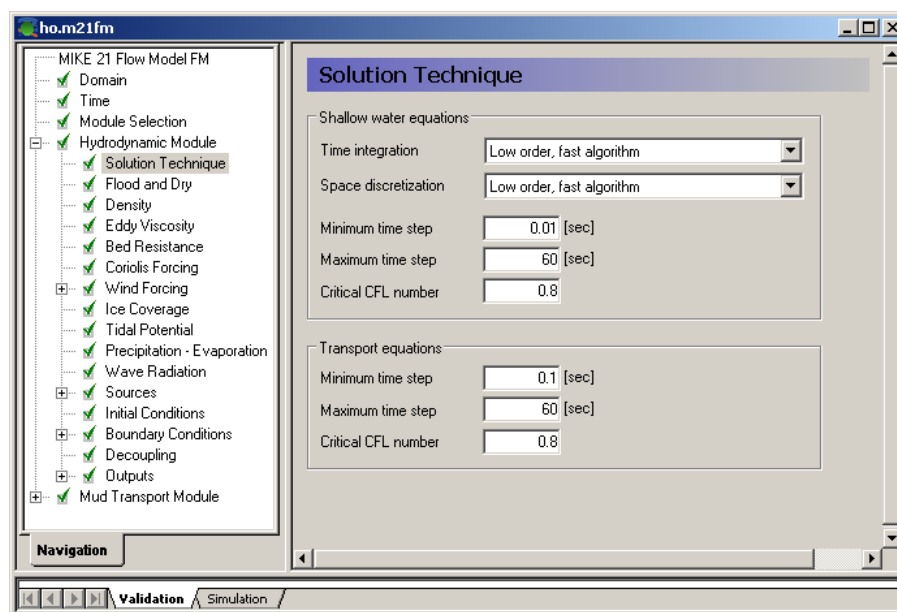 ho.m21fm
MIKE 21 Flow Model FM
Domain
Time
Module Selection
Hydrodynamic Module
Solution Technique
Flood and Dry
Density
Eddy Viscosity
Bed Resistance
Coriolis Forcing
Wind Forcing
Ice Coverage
Tidal Potential
Precipitation - Evaporation
Wave Radiation
Sources
Initial Conditions
Boundary Conditions
Decoupling
Outputs
Mud Transport Module
Navigation
Solution Technique
Shallow water equations
Time integration Low order, fast algorithm
Space discretization Low order, fast algorithm
Minimum time step 0.01 [sec]
Maximum time step 60 [sec]
Critical CFL number 0.8
Transport equations
Minimum time step 0.1 [sec]
Maximum time step 60 [sec]
Critical CFL number 0.8
Validation Simulation